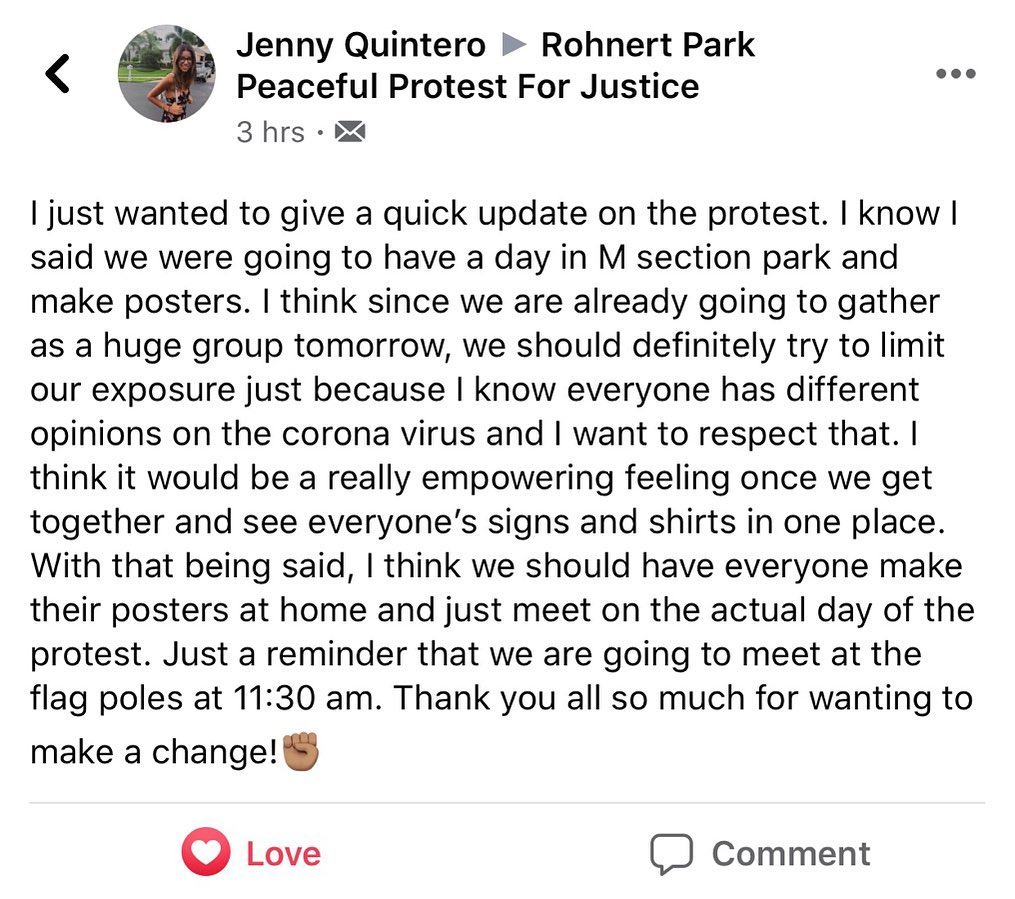 Jenny Quintero ▶ Rohnert Park
Peaceful Protest For Justice
3 hrs ·
I just wanted to give a quick update on the protest. I know I
said we were going to have a day in M section park and
make posters. I think since we are already going to gather
as a huge group tomorrow, we should definitely try to limit
our exposure just because I know everyone has different
opinions on the corona virus and I want to respect that. I
think it would be a really empowering feeling once we get
together and see everyone’s signs and shirts in one place.
With that being said, I think we should have everyone make
their posters at home and just meet on the actual day of the
protest. Just a reminder that we are going to meet at the
flag poles at 11:30 am. Thank you all so much for wanting to
make a change!✊🏽
Love
Comment